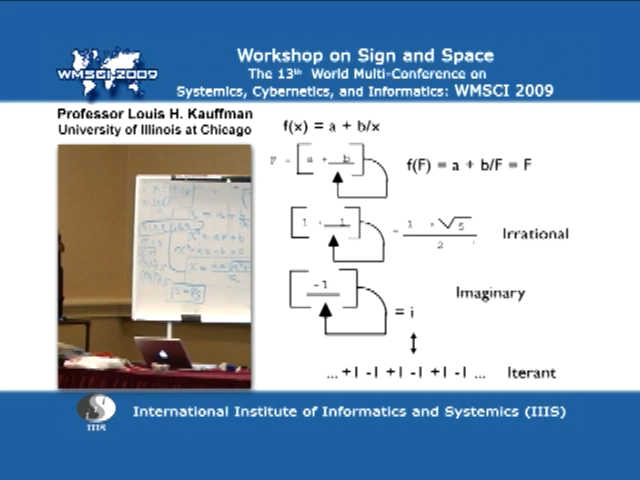 WMSCI 2009
Workshop on Sign and Space
The 13th World Multi-Conference on
Systemics, Cybernetics, and Informatics: WMSCI 2009
Professor Louis H. Kauffman
University of Illinois at Chicago
f(x) = a + b/x
F = [ a + b ]
f(F) = a + b/F = F
[ 1 + 1 ] = 1 + √5 / 2
Irrational
[ -1 ] = i
Imaginary
... +1 -1 +1 -1 +1 -1 ...
Iterant
IIIS
International Institute of Informatics and Systemics (IIIS)